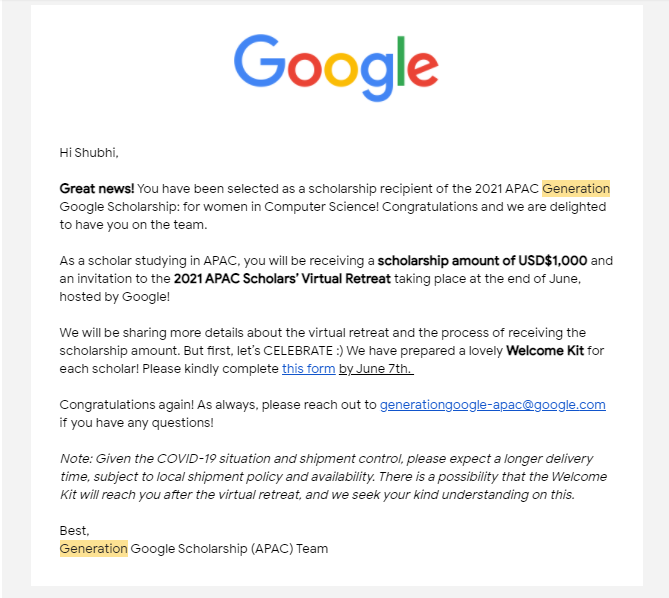 Google
Hi Shubhi,
Great news! You have been selected as a scholarship recipient of the 2021 APAC Generation
Google Scholarship: for women in Computer Science! Congratulations and we are delighted
to have you on the team.
As a scholar studying in APAC, you will be receiving a scholarship amount of USD$1,000 and
an invitation to the 2021 APAC Scholars' Virtual Retreat taking place at the end of June,
hosted by Google!
We will be sharing more details about the virtual retreat and the process of receiving the
scholarship amount. But first, let's CELEBRATE :) We have prepared a lovely Welcome Kit for
each scholar! Please kindly complete this form by June 7th.
Congratulations again! As always, please reach out to generationgoogle-apac@google.com
if you have any questions!
Note: Given the COVID-19 situation and shipment control, please expect a longer delivery
time, subject to local shipment policy and availability. There is a possibility that the Welcome
Kit will reach you after the virtual retreat, and we seek your kind understanding on this.
Best,
Generation Google Scholarship (APAC) Team